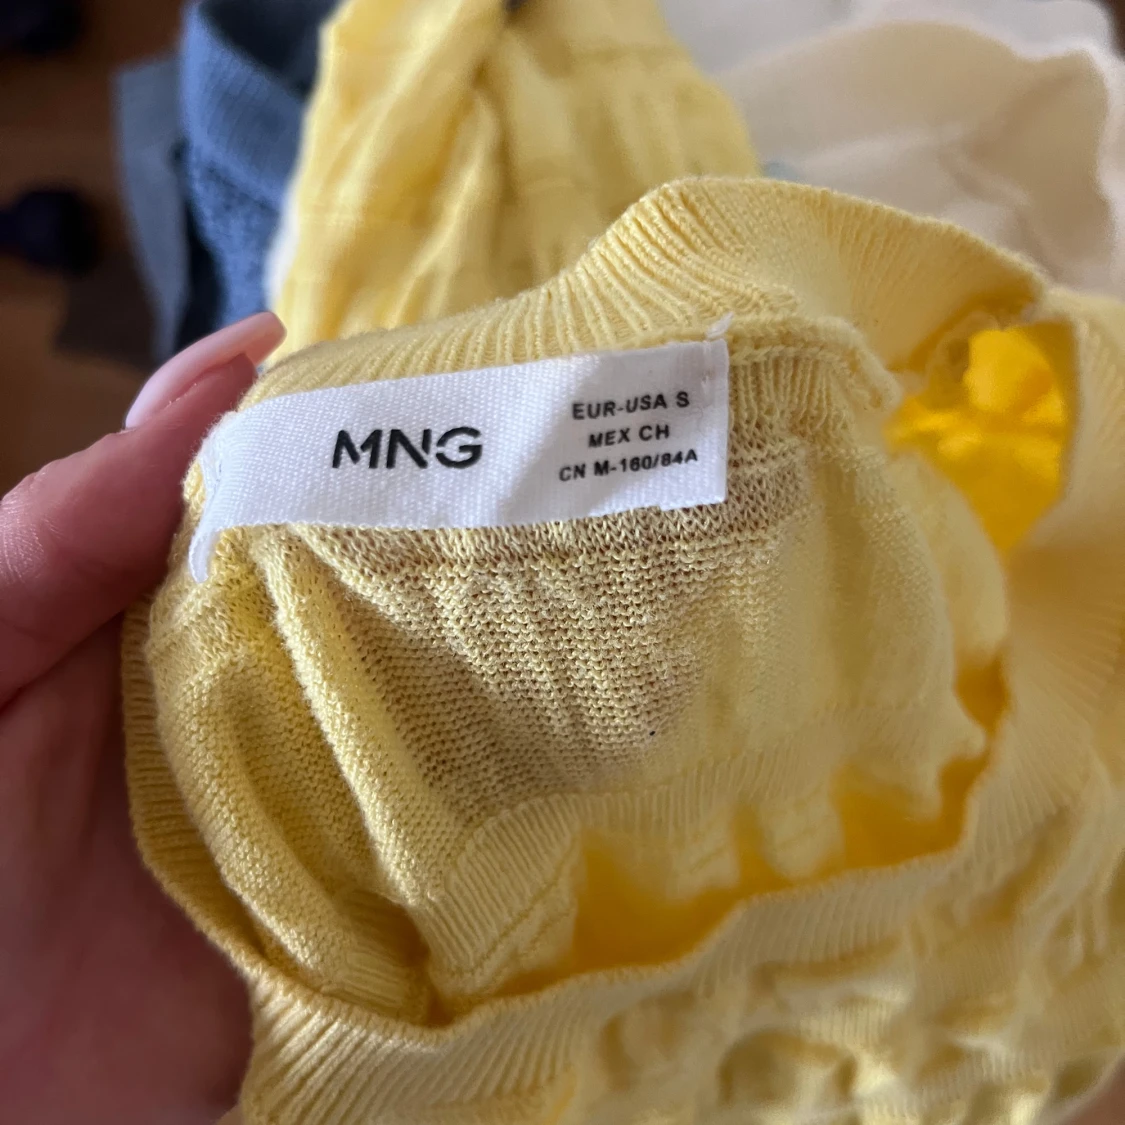 MNG
EUR-USA S
MEX CH
CN M-160/84A